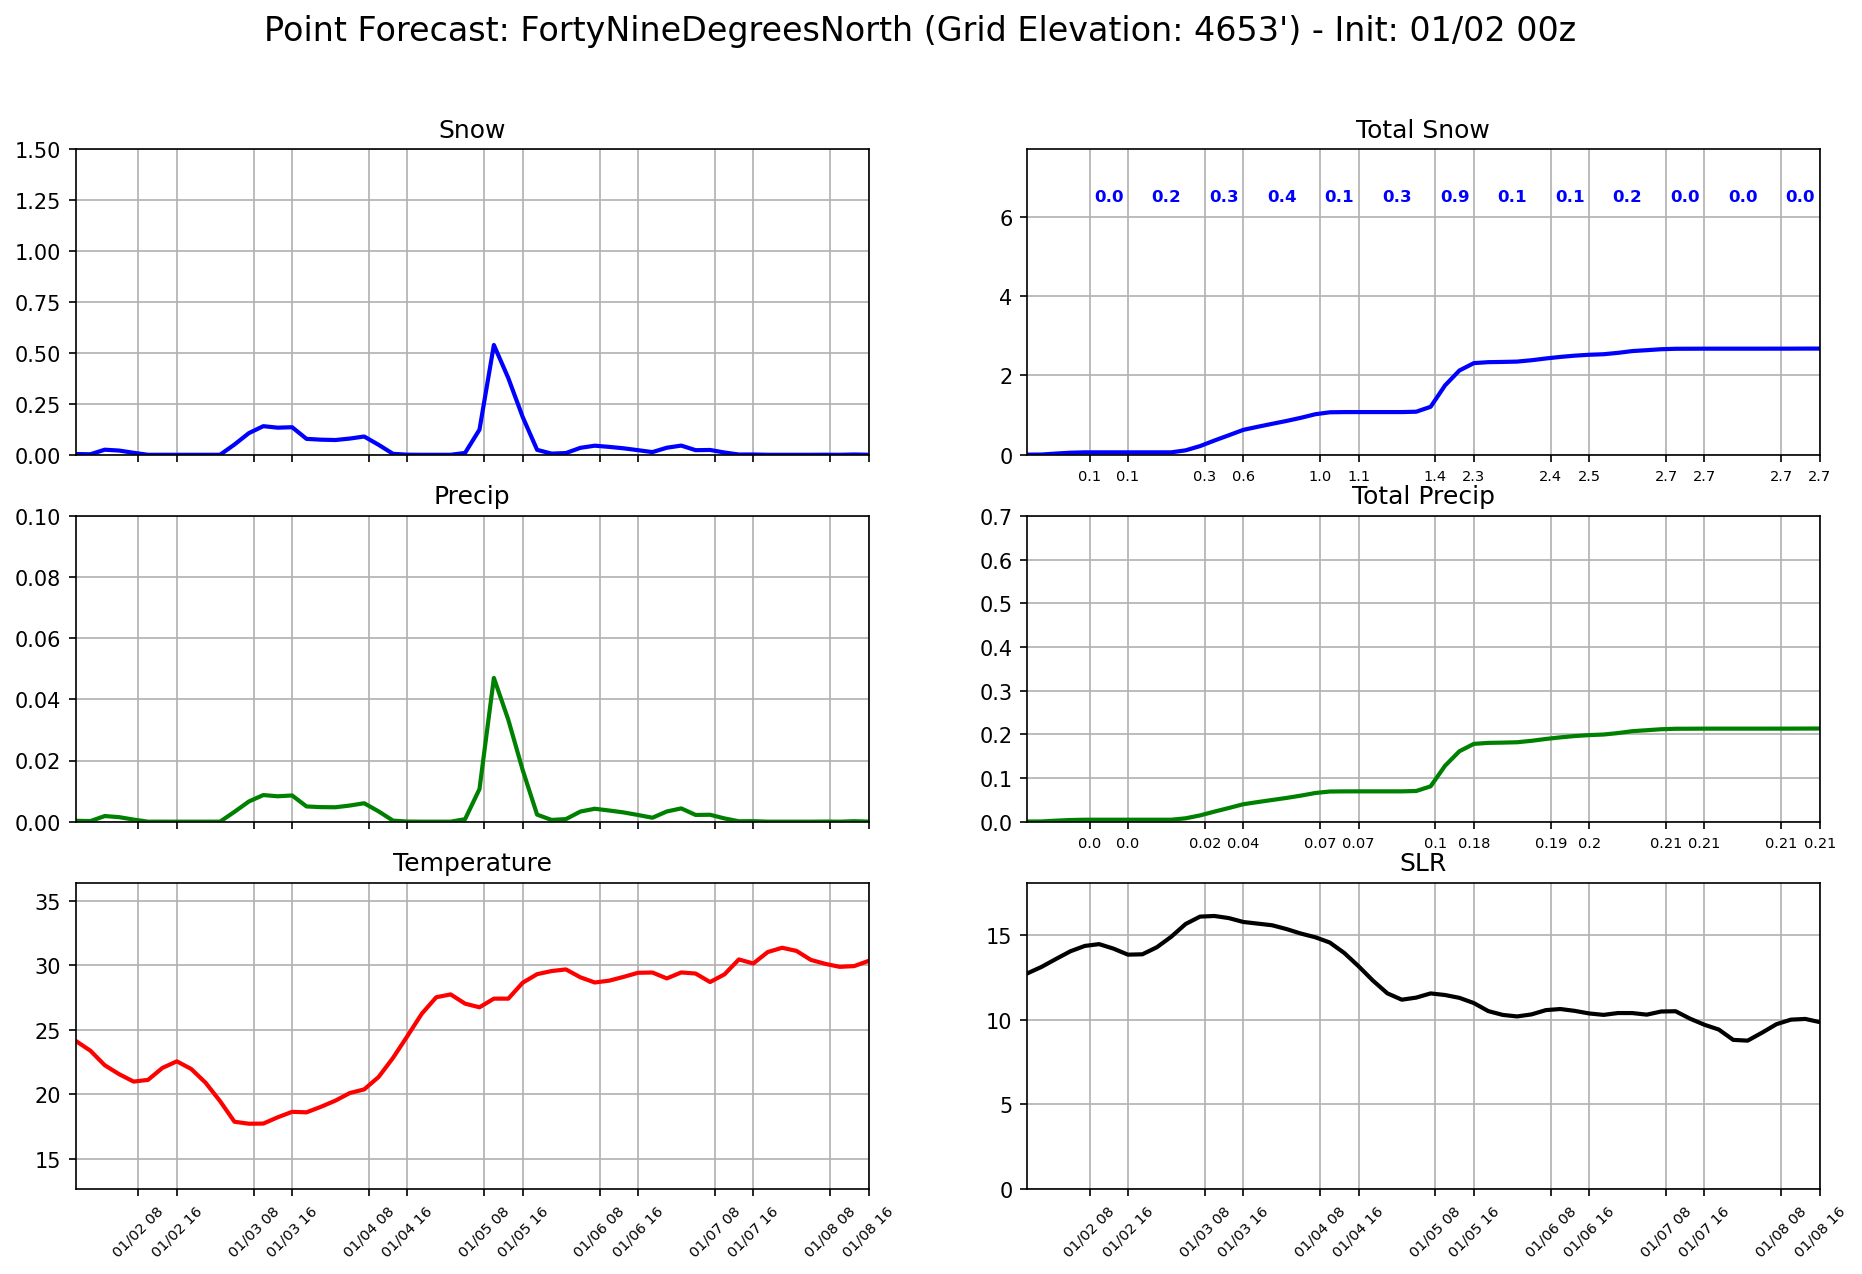 Point Forecast: FortyNineDegreesNorth (Grid Elevation: 4653') - Init: 01/02 00z
Snow
1.50
1.25
1.00
0.75
0.50
0.25
0.00
Total Snow
0.0 0.2 0.3 0.4 0.1 0.3 0.9 0.1 0.1 0.2 0.0 0.0 0.0
6
4
2
0
0.1 0.1 0.3 0.6 1.0 1.1 1.4 2.3 2.4 2.5 2.7 2.7 2.7 2.7
Precip
0.10
0.08
0.06
0.04
0.02
0.00
Total Precip
0.7
0.6
0.5
0.4
0.3
0.2
0.1
0.0
0.0 0.0 0.02 0.04 0.07 0.07 0.1 0.18 0.19 0.2 0.21 0.21 0.21 0.21
Temperature
35
30
25
20
15
01/02 08 01/02 16 01/03 08 01/03 16 01/04 08 01/04 16 01/05 08 01/05 16 01/06 08 01/06 16 01/07 08 01/07 16 01/08 08 01/08 16
SLR
15
10
5
0
01/02 08 01/02 16 01/03 08 01/03 16 01/04 08 01/04 16 01/05 08 01/05 16 01/06 08 01/06 16 01/07 08 01/07 16 01/08 08 01/08 16